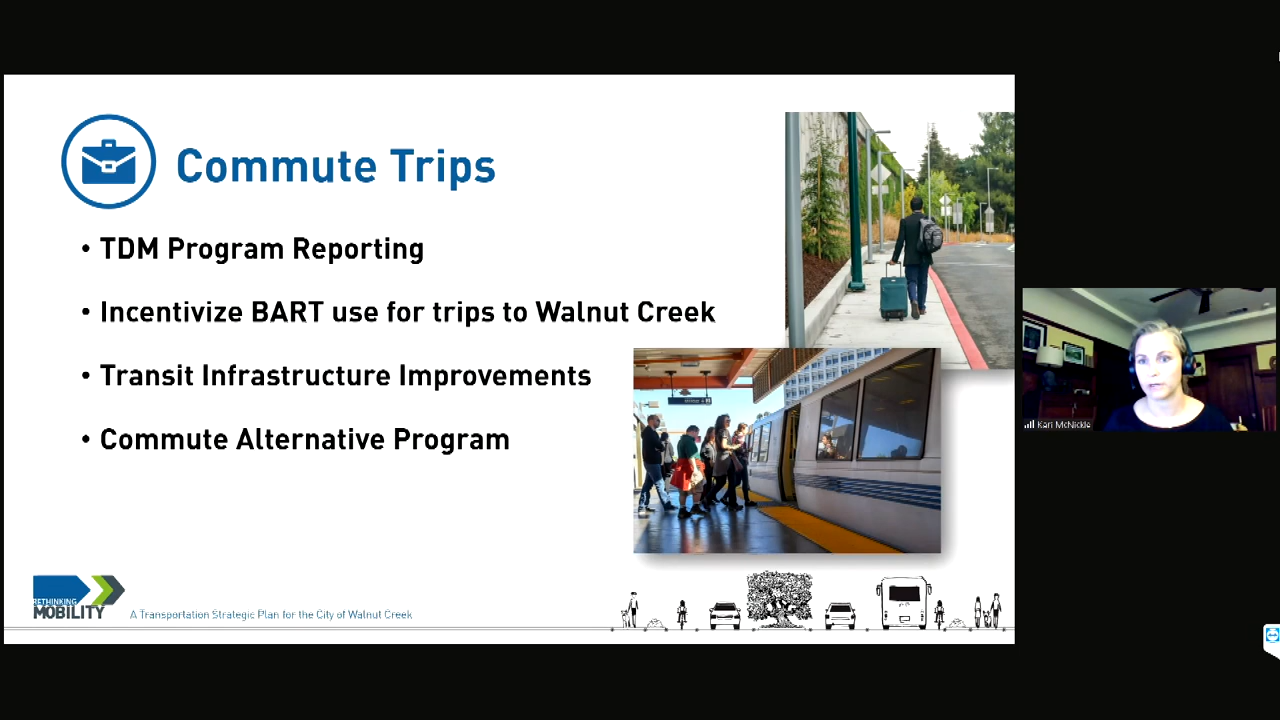 Commute Trips
• TDM Program Reporting
• Incentivize BART use for trips to Walnut Creek
• Transit Infrastructure Improvements
• Commute Alternative Program
RETHINKING
MOBILITY
A Transportation Strategic Plan for the City of Walnut Creek
Kari McNickle